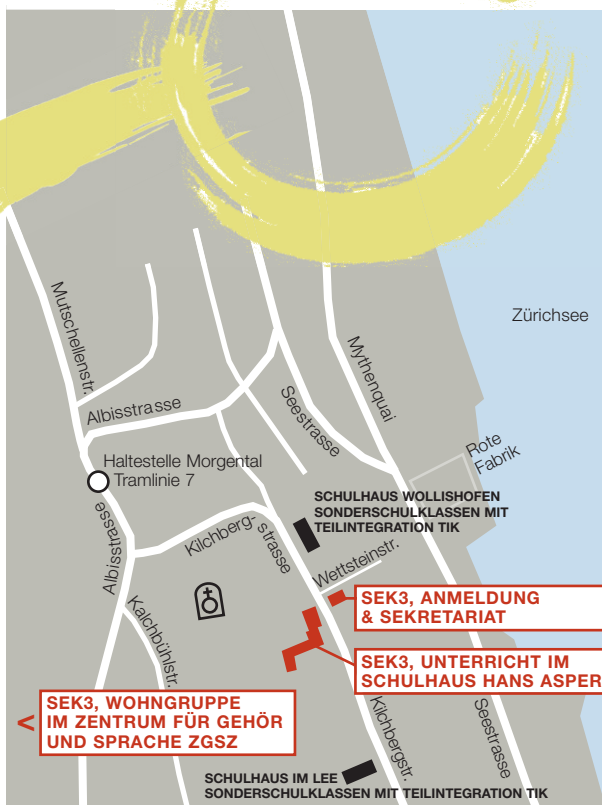 Zürichsee
Mutschellenstr.
Mythenquai
Albisstrasse
Seestrasse
Rote
Fabrik
Haltestelle Morgental
Tramlinie 7
SCHULHAUS WOLLISHOFEN
SONDERSCHULKLASSEN MIT
TEILINTEGRATION TIK
Albisstrasse
Kilchberg-
strasse
Wettsteinstr.
Kalchbühlstr.
SEK3, ANMELDUNG
& SEKRETARIAT
SEK3, UNTERRICHT IM
SCHULHAUS HANS ASPER
< SEK3, WOHNGRUPPE
IM ZENTRUM FÜR GEHÖR
UND SPRACHE ZGSZ
Kilchbergstr.
Seestrasse
SCHULHAUS IM LEE
SONDERSCHULKLASSEN MIT TEILINTEGRATION TIK